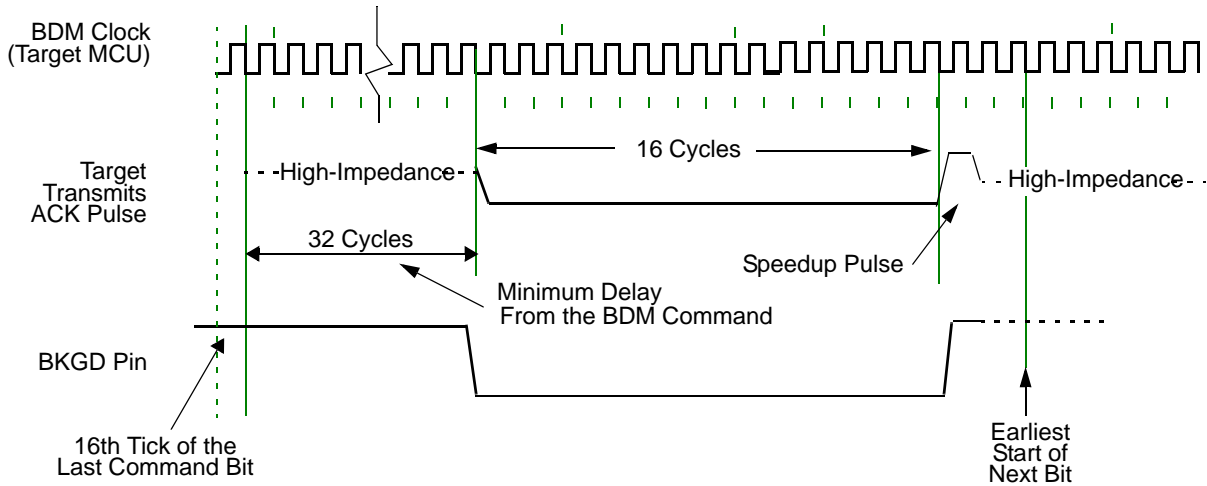 BDM Clock
(Target MCU)
Target
Transmits
ACK Pulse
High-Impedance
16 Cycles
High-Impedance
32 Cycles
Speedup Pulse
Minimum Delay
From the BDM Command
BKGD Pin
16th Tick of the
Last Command Bit
Earliest
Start of
Next Bit